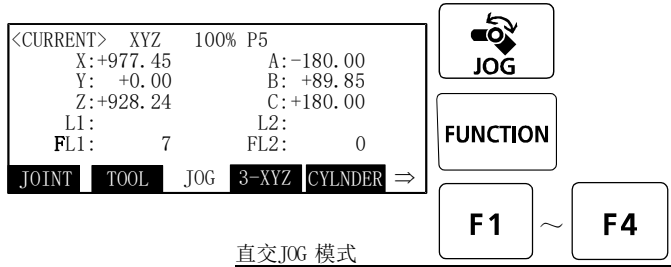 <CURRENT> XYZ 100% P5
X:+977.45 A:-180.00
Y: +0.00 B: +89.85
Z:+928.24 C:+180.00
L1: L2:
FL1: 7 FL2: 0
JOINT TOOL JOG 3-XYZ CYLNDER ⇒
JOG
FUNCTION
F1 ~ F4
直交JOG 模式